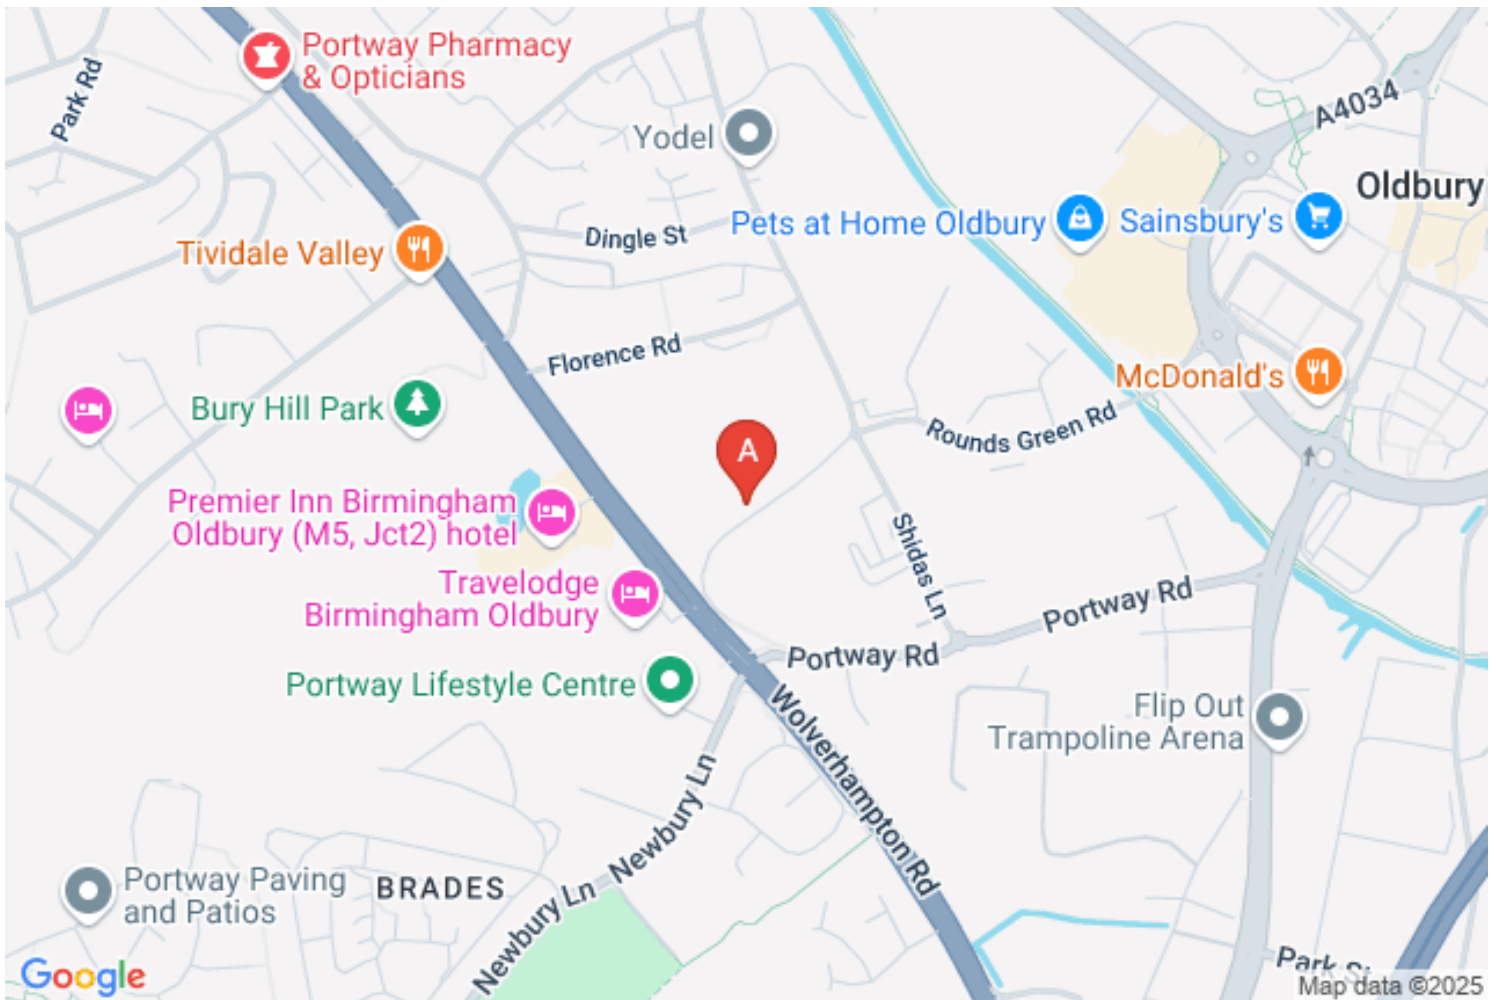 Portway Pharmacy
& Opticians
Park Rd
A4034
Yodel
Oldbury
Dingle St
Pets at Home Oldbury
Sainsbury's
Tividale Valley
Florence Rd
McDonald's
Bury Hill Park
Rounds Green Rd
A
Premier Inn Birmingham
Oldbury (M5, Jct2) hotel
Shidas Ln
Travelodge
Birmingham Oldbury
Portway Rd
Portway Rd
Portway Lifestyle Centre
Wolverhampton Rd
Flip Out
Trampoline Arena
Newbury Ln
Portway Paving
and Patios
BRADES
Newbury Ln
Park St
Google
Map data ©2025